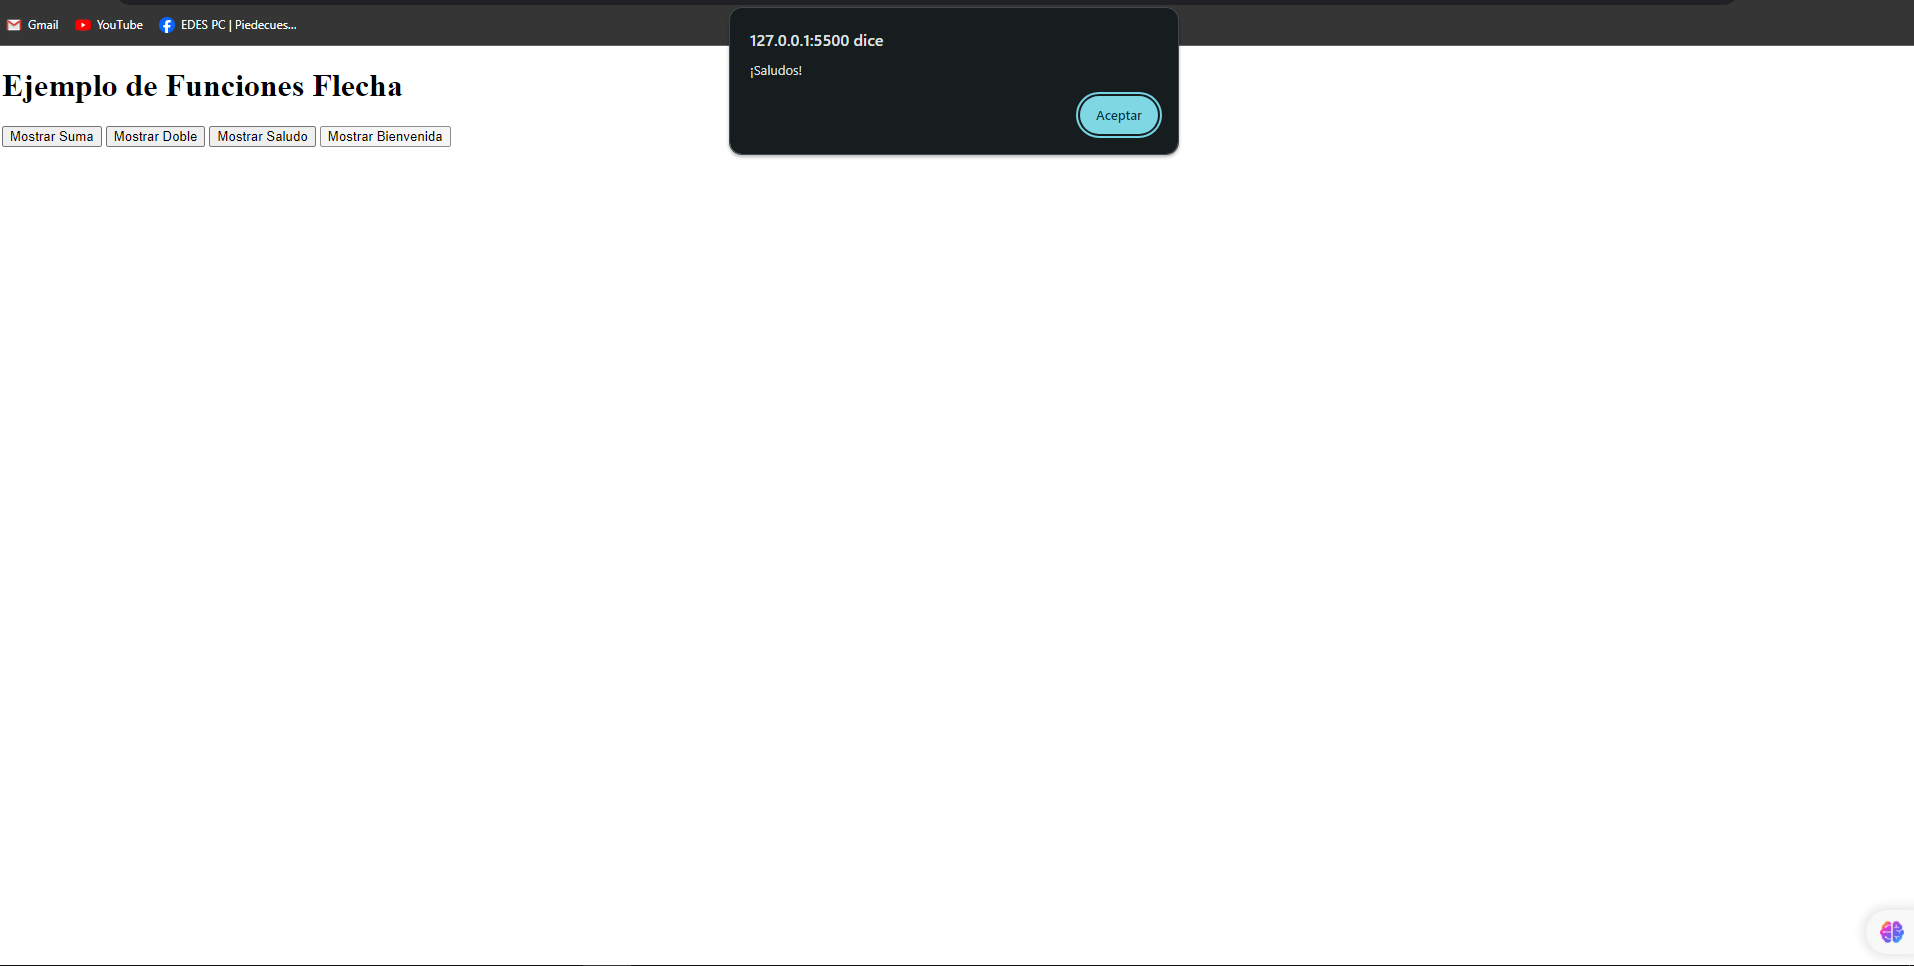 Gmail YouTube EDES PC | Piedecues...
127.0.0.1:5500 dice
¡Saludos!
Aceptar
Ejemplo de Funciones Flecha
Mostrar Suma Mostrar Doble Mostrar Saludo Mostrar Bienvenida